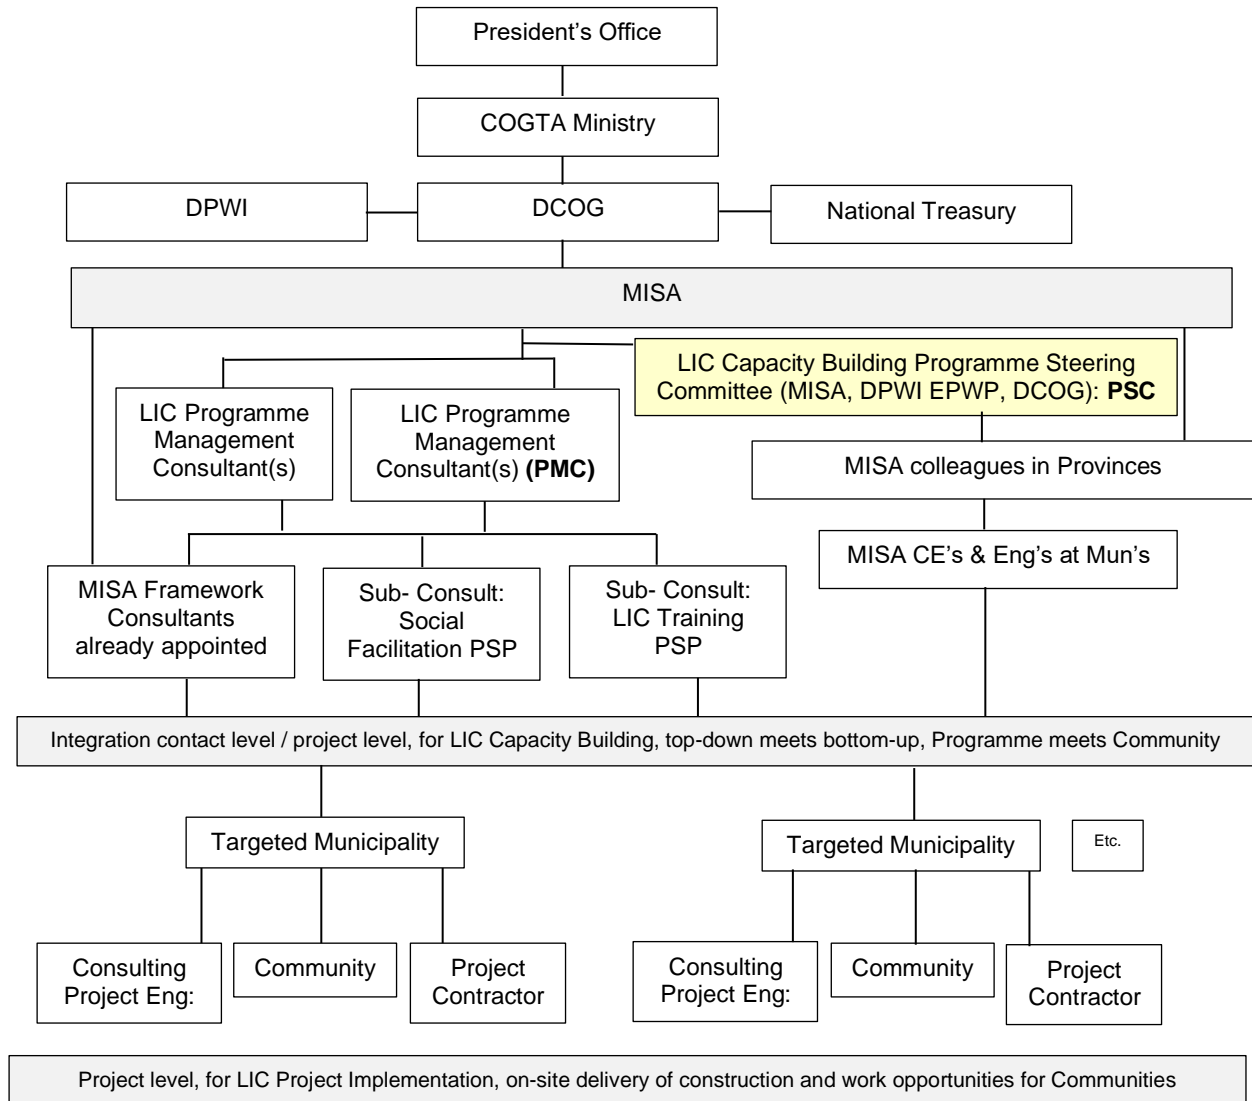 President’s Office
COGTA Ministry
DPWI
DCOG
National Treasury
MISA
LIC Capacity Building Programme Steering
Committee (MISA, DPWI EPWP, DCOG): PSC
LIC Programme
Management
Consultant(s)
LIC Programme
Management
Consultant(s) (PMC)
MISA colleagues in Provinces
MISA CE’s & Eng’s at Mun’s
MISA Framework
Consultants
already appointed
Sub- Consult:
Social
Facilitation PSP
Sub- Consult:
LIC Training
PSP
Integration contact level / project level, for LIC Capacity Building, top-down meets bottom-up, Programme meets Community
Targeted Municipality
Targeted Municipality
Etc.
Consulting
Project Eng:
Community
Project
Contractor
Consulting
Project Eng:
Community
Project
Contractor
Project level, for LIC Project Implementation, on-site delivery of construction and work opportunities for Communities